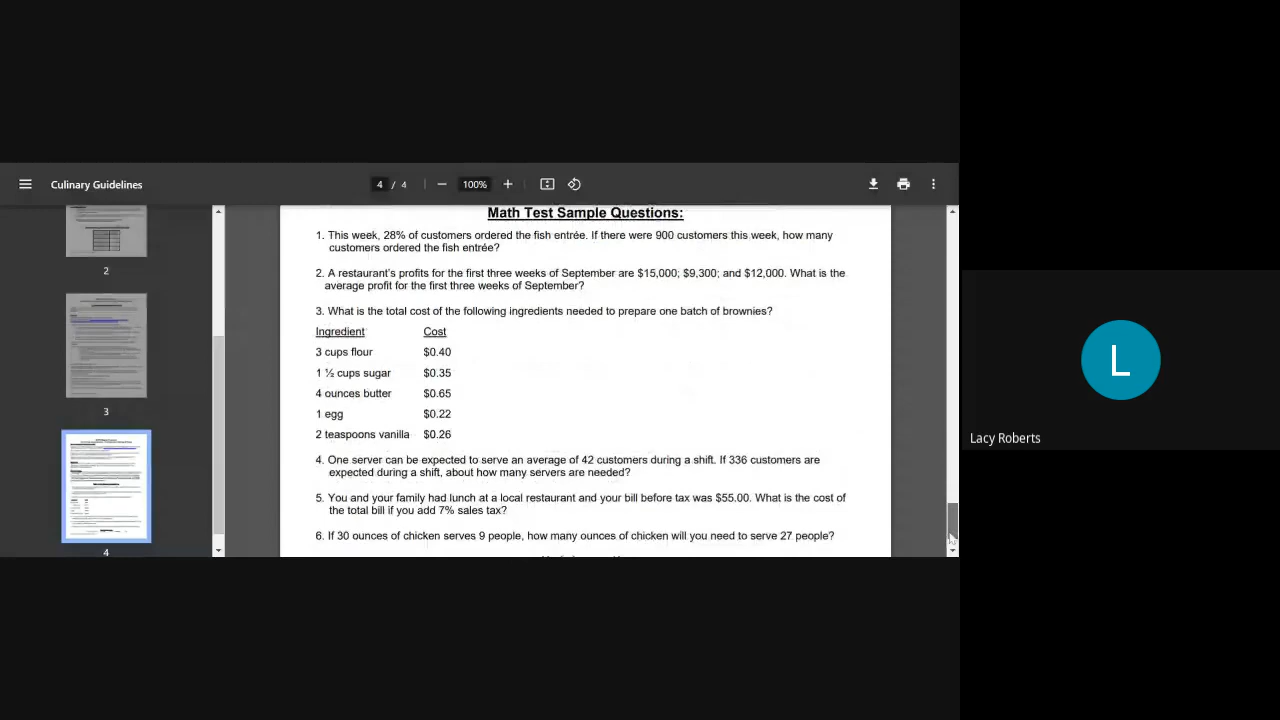 Culinary Guidelines
4 / 4
100%
2
3
4
Math Test Sample Questions:
1. This week, 28% of customers ordered the fish entrée. If there were 900 customers this week, how many
customers ordered the fish entrée?
2. A restaurant's profits for the first three weeks of September are $15,000; $9,300; and $12,000. What is the
average profit for the first three weeks of September?
3. What is the total cost of the following ingredients needed to prepare one batch of brownies?
Ingredient Cost
3 cups flour $0.40
1 ½ cups sugar $0.35
4 ounces butter $0.65
1 egg $0.22
2 teaspoons vanilla $0.26
4. One server can be expected to serve an average of 42 customers during a shift. If 336 customers are
expected during a shift, about how many servers are needed?
5. You and your family had lunch at a local restaurant and your bill before tax was $55.00. What is the cost of
the total bill if you add 7% sales tax?
6. If 30 ounces of chicken serves 9 people, how many ounces of chicken will you need to serve 27 people?
L
Lacy Roberts